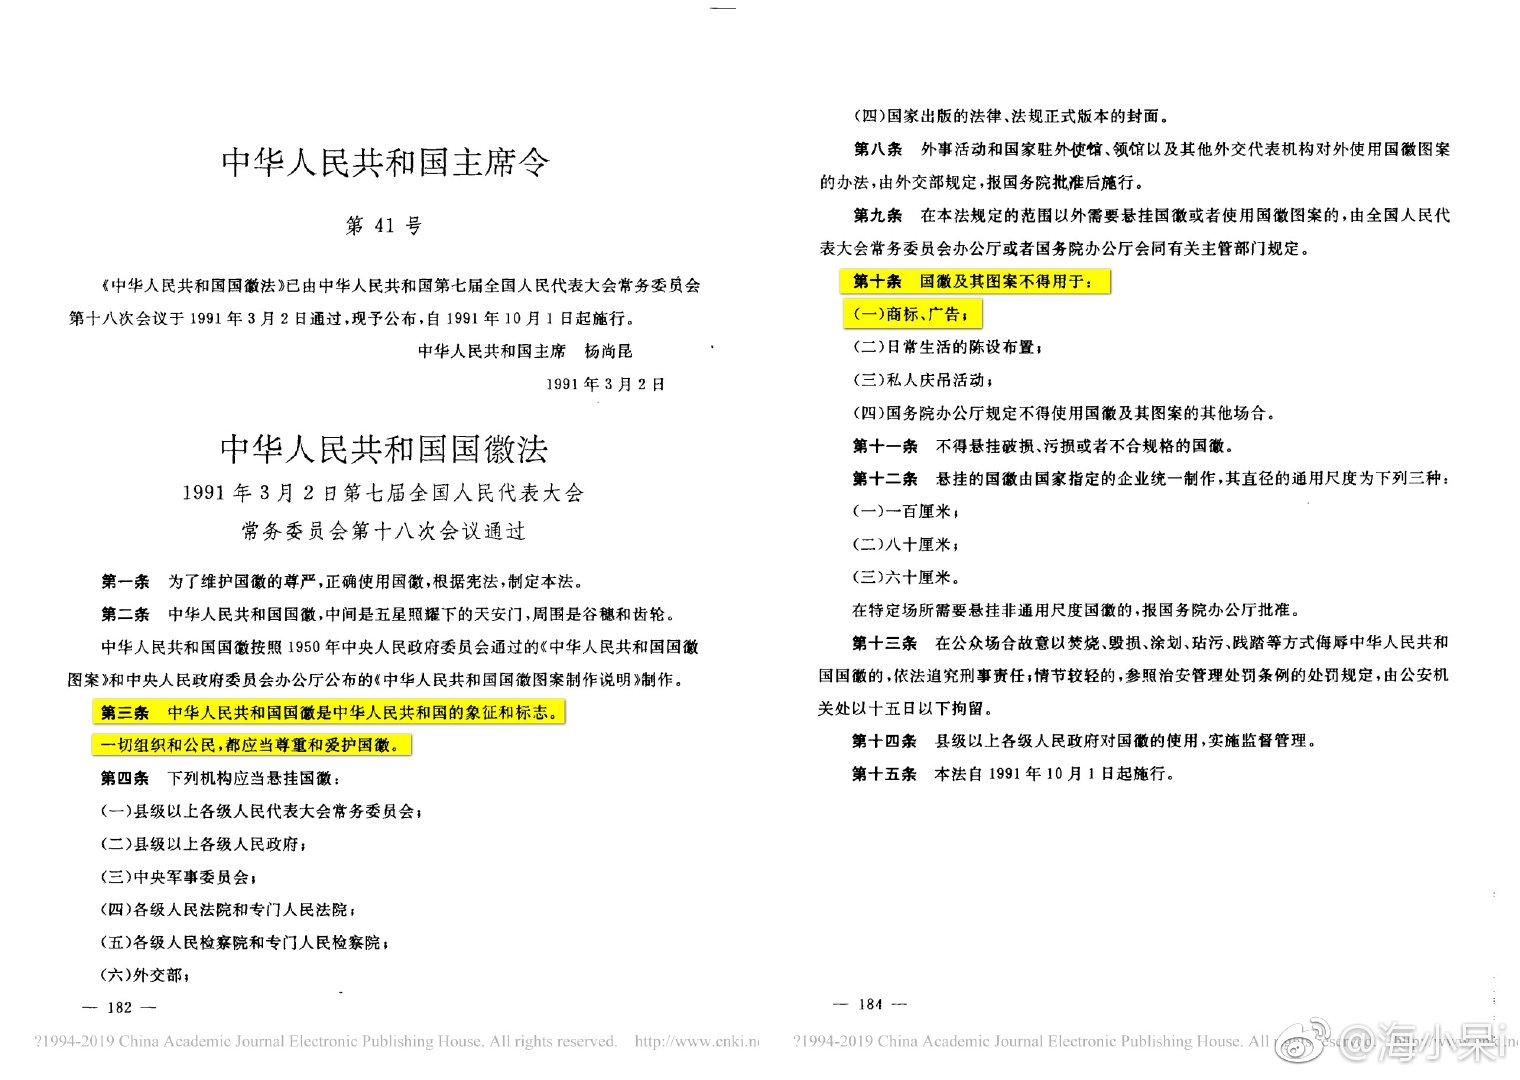 中华人民共和国主席令
第 41 号
《中华人民共和国国徽法》已由中华人民共和国第七届全国人民代表大会常务委员会
第十八次会议于 1991 年 3 月 2 日通过,现予公布,自 1991 年 10 月 1 日起施行。
中华人民共和国主席 杨尚昆
1991 年 3 月 2 日
中华人民共和国国徽法
1991 年 3 月 2 日第七届全国人民代表大会
常务委员会第十八次会议通过
第一条 为了维护国徽的尊严,正确使用国徽,根据宪法,制定本法。
第二条 中华人民共和国国徽,中间是五星照耀下的天安门,周围是谷穗和齿轮。
中华人民共和国国徽按照 1950 年中央人民政府委员会通过的《中华人民共和国国徽
图案》和中央人民政府委员会办公厅公布的《中华人民共和国国徽图案制作说明》制作。
第三条 中华人民共和国国徽是中华人民共和国的象征和标志。
一切组织和公民,都应当尊重和爱护国徽。
第四条 下列机构应当悬挂国徽:
(一)县级以上各级人民代表大会常务委员会;
(二)县级以上各级人民政府;
(三)中央军事委员会;
(四)各级人民法院和专门人民法院;
(五)各级人民检察院和专门人民检察院;
(六)外交部;
— 182 —
?1994-2019 China Academic Journal Electronic Publishing House. All rights reserved. http://www.cnki.ne
(四)国家出版的法律、法规正式版本的封面。
第八条 外事活动和国家驻外使馆、领馆以及其他外交代表机构对外使用国徽图案
的办法,由外交部规定,报国务院批准后施行。
第九条 在本法规定的范围以外需要悬挂国徽或者使用国徽图案的,由全国人民代
表大会常务委员会办公厅或者国务院办公厅会同有关主管部门规定。
第十条 国徽及其图案不得用于:
(一)商标、广告;
(二)日常生活的陈设布置;
(三)私人庆吊活动;
(四)国务院办公厅规定不得使用国徽及其图案的其他场合。
第十一条 不得悬挂破损、污损或者不合规格的国徽。
第十二条 悬挂的国徽由国家指定的企业统一制作,其直径的通用尺度为下列三种:
(一)一百厘米;
(二)八十厘米;
(三)六十厘米。
在特定场所需要悬挂非通用尺度国徽的,报国务院办公厅批准。
第十三条 在公众场合故意以焚烧、毁损、涂划、玷污、践踏等方式侮辱中华人民共和
国国徽的,依法追究刑事责任;情节较轻的,参照治安管理处罚条例的处罚规定,由公安机
关处以十五日以下拘留。
第十四条 县级以上各级人民政府对国徽的使用,实施监督管理。
第十五条 本法自 1991 年 10 月 1 日起施行。
— 184 —
?1994-2019 China Academic Journal Electronic Publishing House. All rights reserved. http://www.cnki.ne
@海小呆i